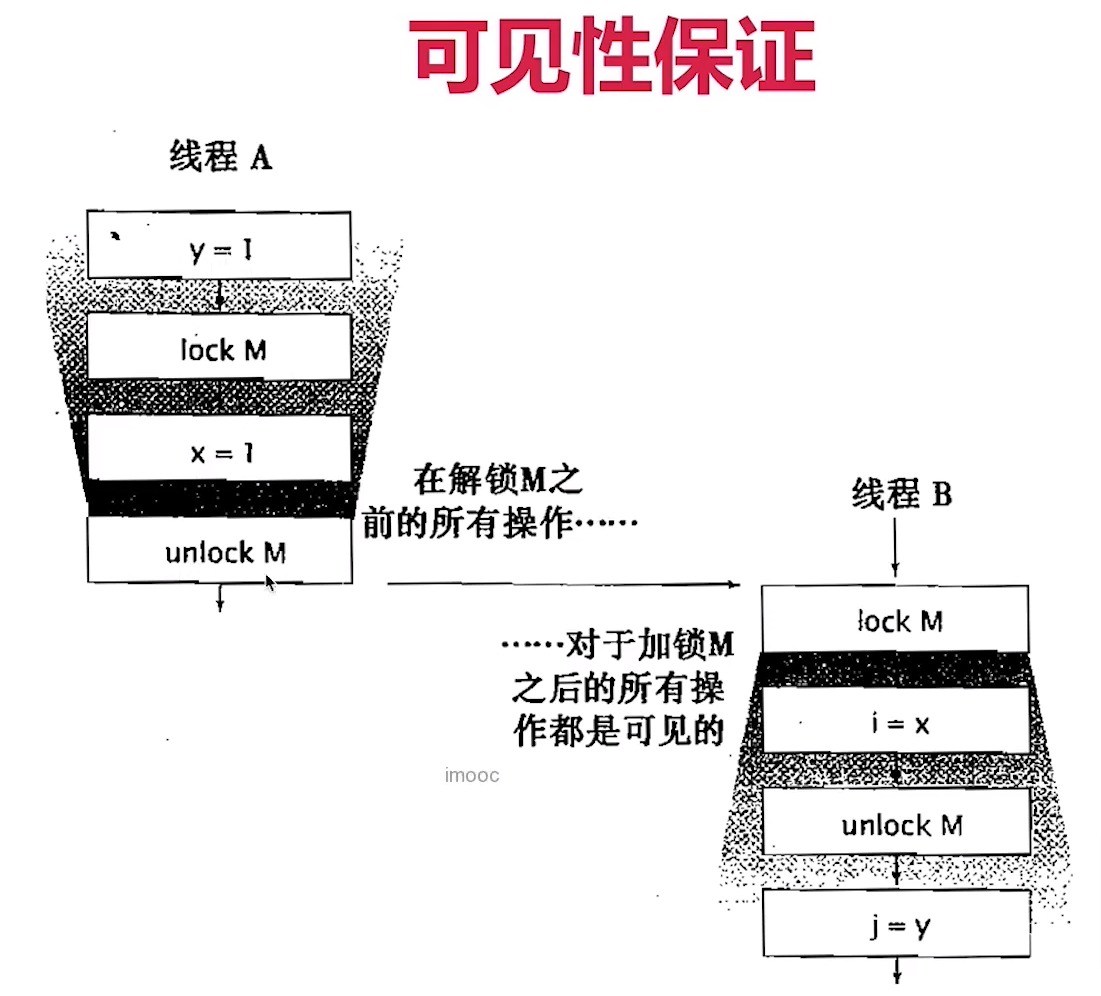 可见性保证
线程 A
y = 1
lock M
x = 1
unlock M
在解锁M之
前的所有操作……
线程 B
lock M
……对于加锁M
之后的所有操
作都是可见的
i = x
unlock M
j = y
imooc